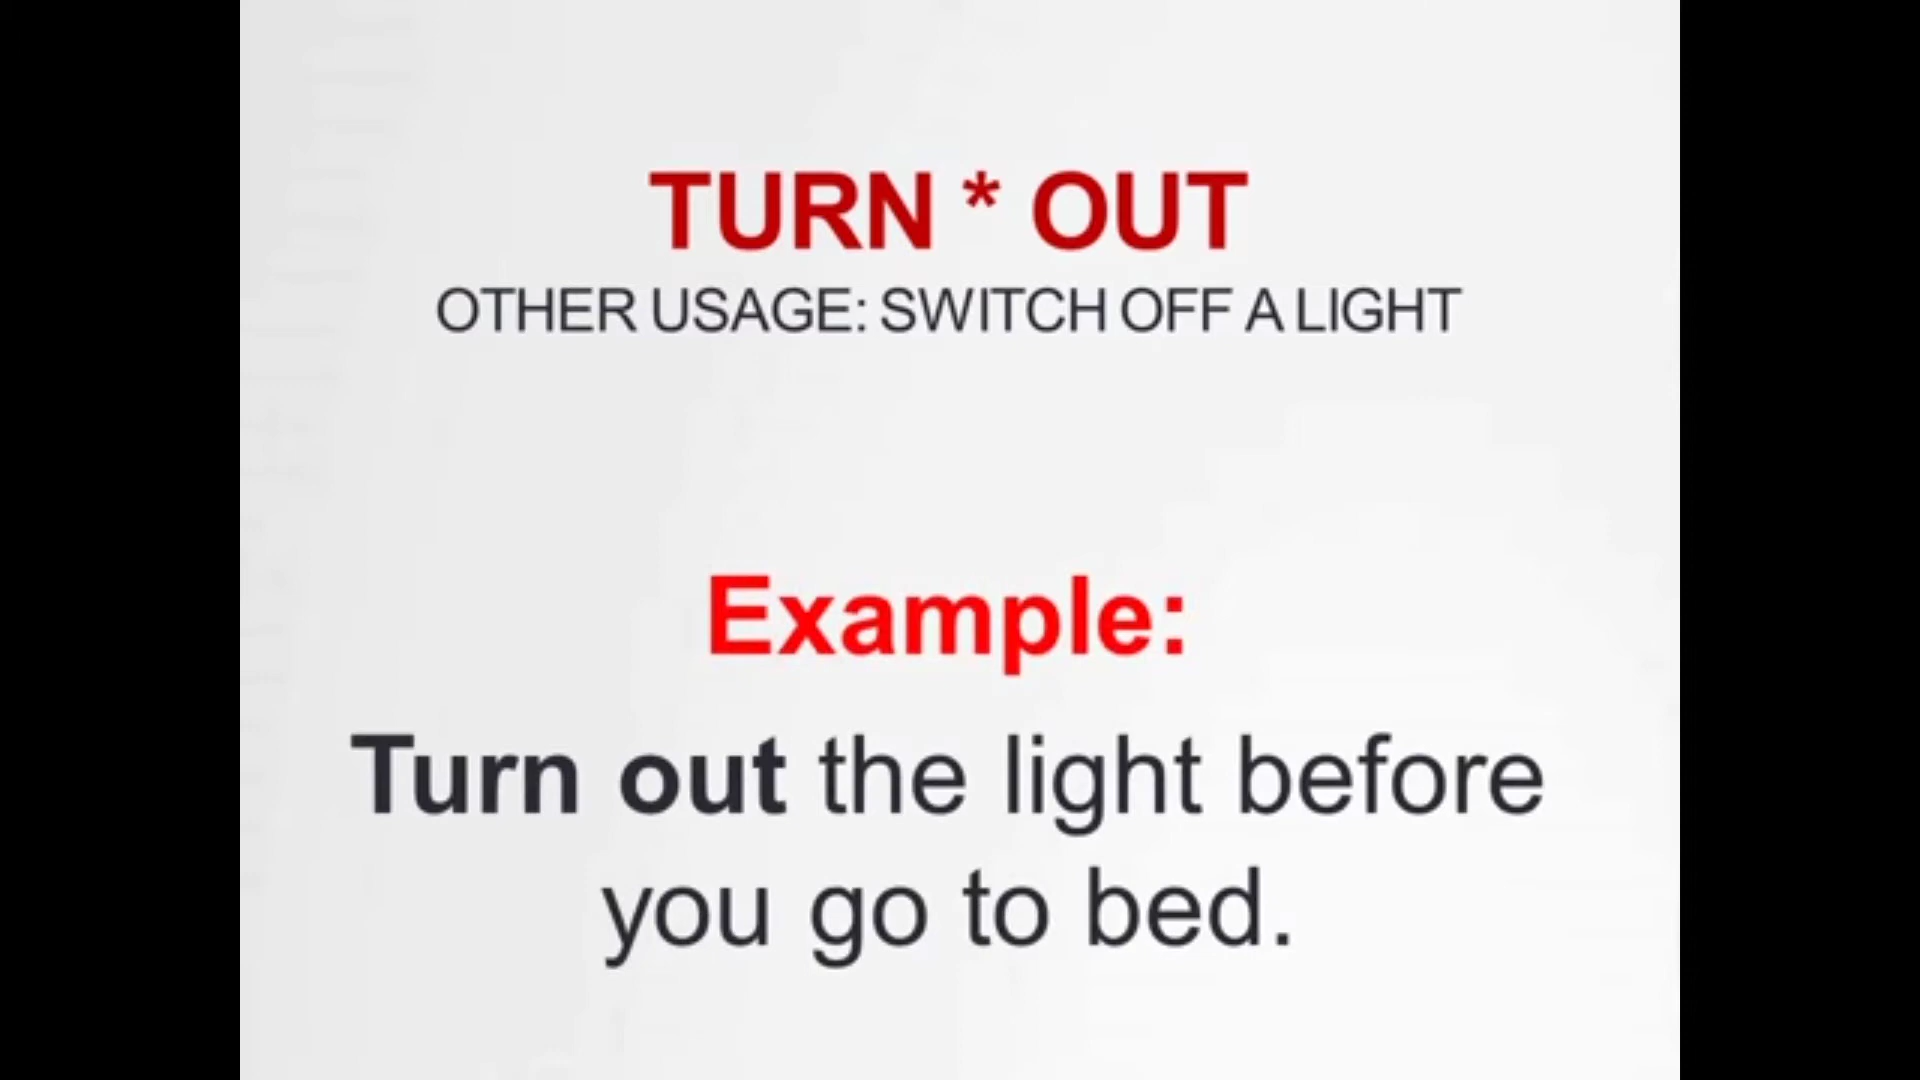 TURN * OUT
OTHER USAGE: SWITCH OFF A LIGHT
Example:
Turn out the light before
you go to bed.